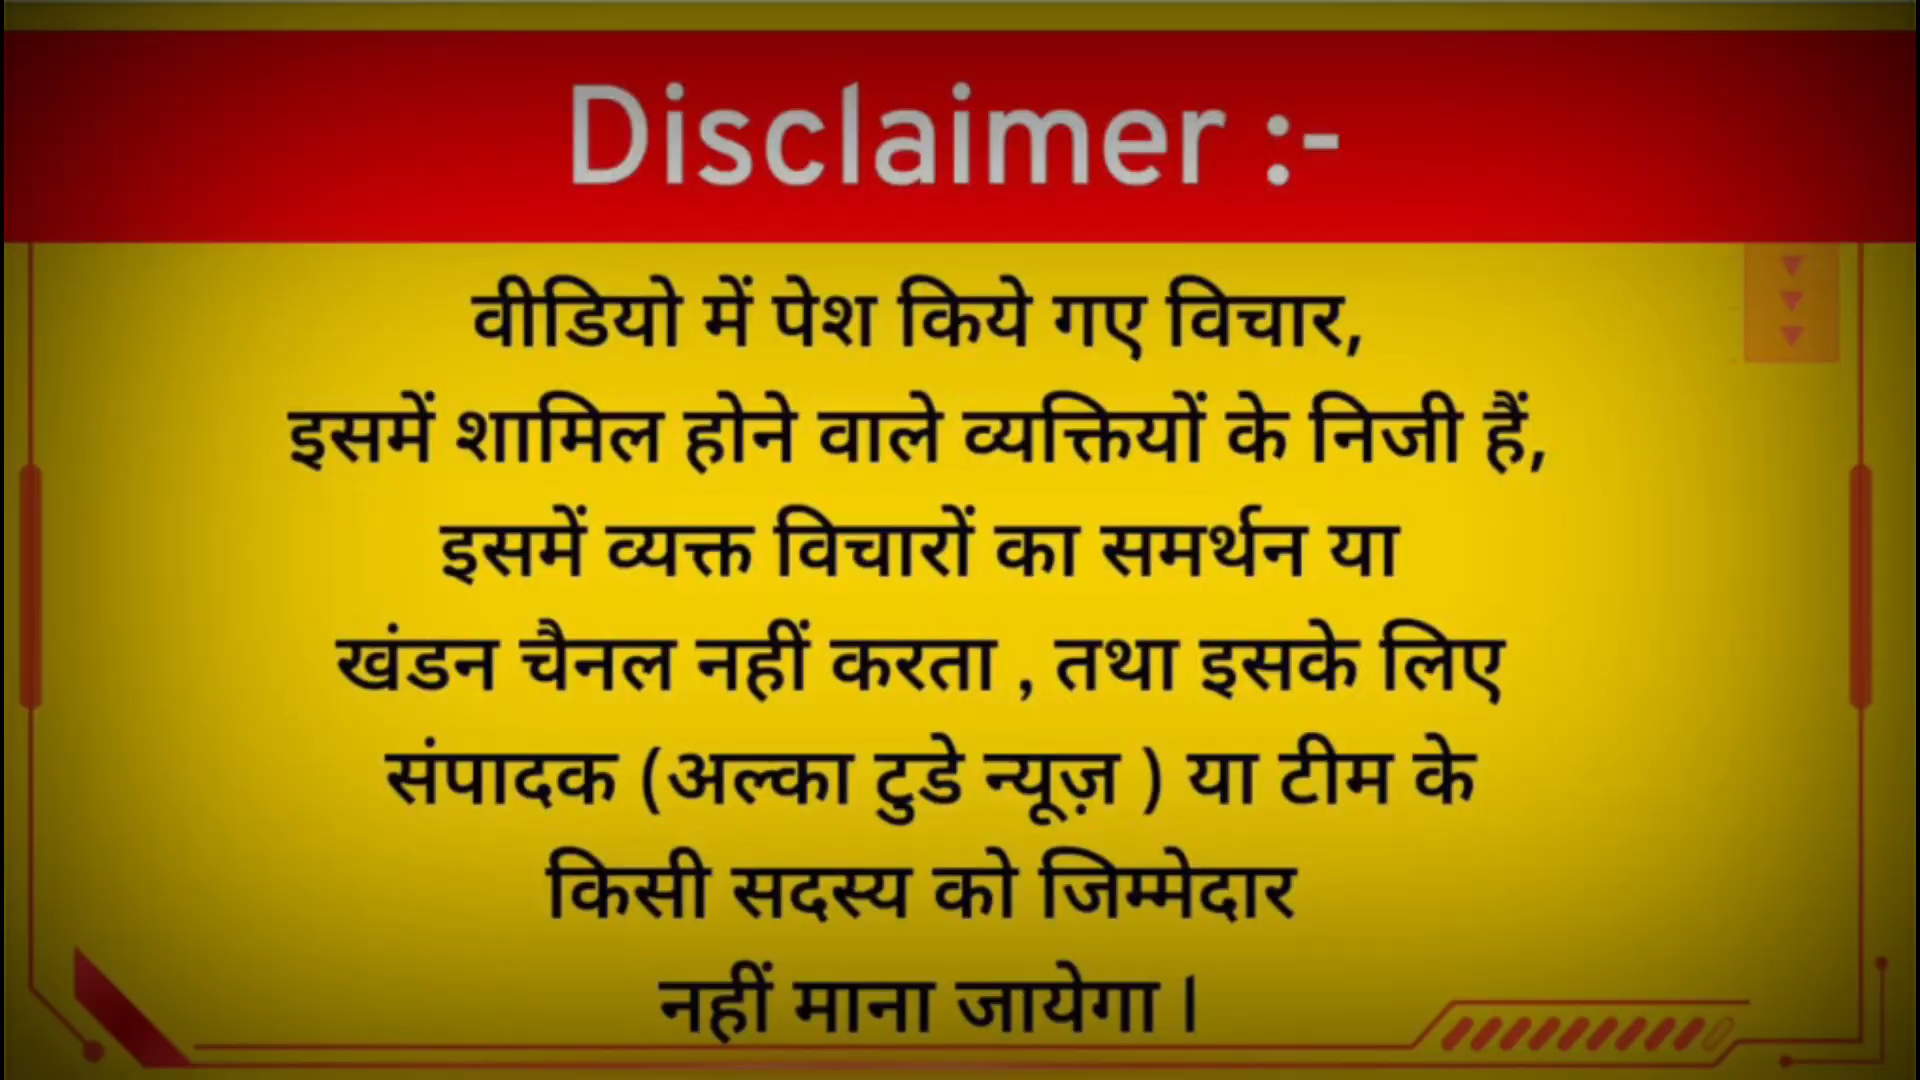 Disclaimer :-
वीडियो में पेश किये गए विचार,
इसमें शामिल होने वाले व्यक्तियों के निजी हैं,
इसमें व्यक्त विचारों का समर्थन या
खंडन चैनल नहीं करता , तथा इसके लिए
संपादक (अल्का टुडे न्यूज़ ) या टीम के
किसी सदस्य को जिम्मेदार
नहीं माना जायेगा ।